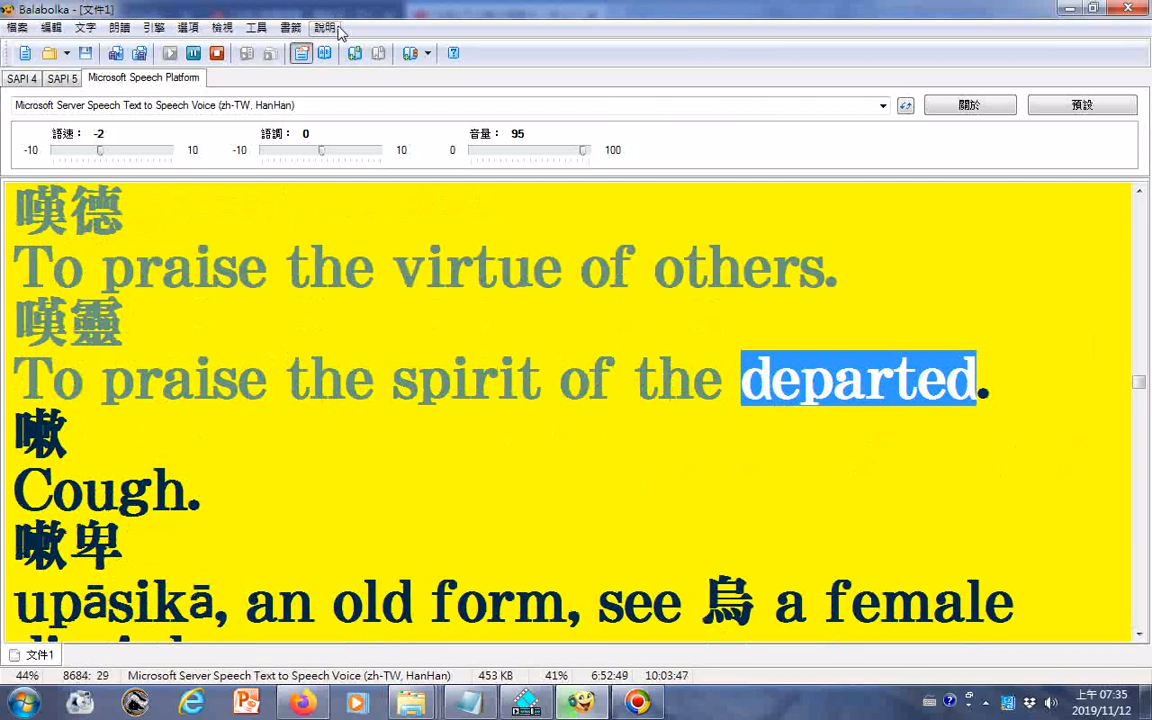 Balabolka - [文件1]
檔案 編輯 文字 朗讀 引擎 選項 檢視 工具 書籤 說明
SAPI 4 SAPI 5 Microsoft Speech Platform
Microsoft Server Speech Text to Speech Voice (zh-TW, HanHan) 關於 預設
語速： -2 語調： 0 音量： 95
-10 10 -10 10 0 100
嘆德
To praise the virtue of others.
嘆靈
To praise the spirit of the departed.
嗽
Cough.
嗽卑
upāsikā, an old form, see 烏 a female
文件1
44% 8684: 29 Microsoft Server Speech Text to Speech Voice (zh-TW, HanHan) 453 KB 41% 6:52:49 10:03:47
上午 07:35
2019/11/12